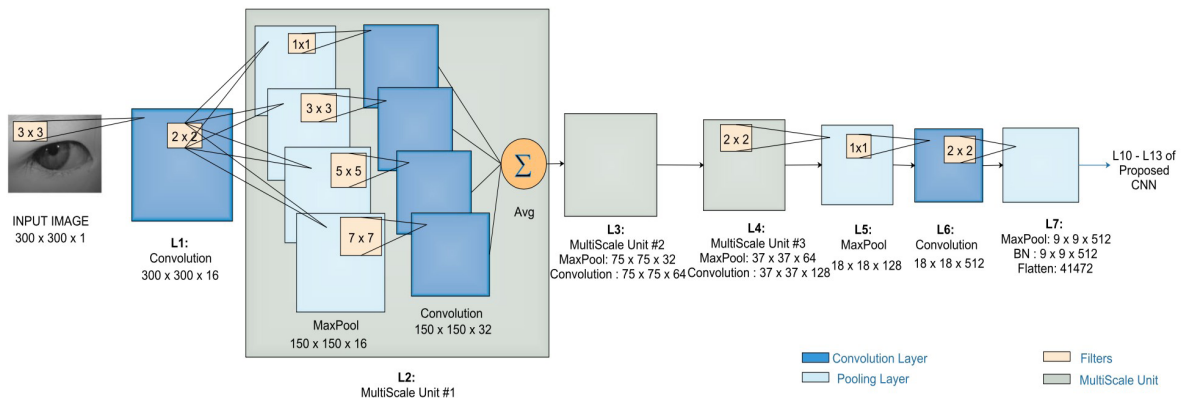 3 x 3
INPUT IMAGE
300 x 300 x 1
2 x 2
L1:
Convolution
300 x 300 x 16
1x1
3 x 3
5 x 5
7 x 7
MaxPool
150 x 150 x 16
Convolution
150 x 150 x 32
L2:
MultiScale Unit #1
Σ
Avg
L3:
MultiScale Unit #2
MaxPool: 75 x 75 x 32
Convolution : 75 x 75 x 64
2 x 2
L4:
MultiScale Unit #3
MaxPool: 37 x 37 x 64
Convolution : 37 x 37 x 128
1x1
L5:
MaxPool
18 x 18 x 128
2 x 2
L6:
Convolution
18 x 18 x 512
L7:
MaxPool: 9 x 9 x 512
BN : 9 x 9 x 512
Flatten: 41472
L10 - L13 of
Proposed
CNN
Convolution Layer
Pooling Layer
Filters
MultiScale Unit